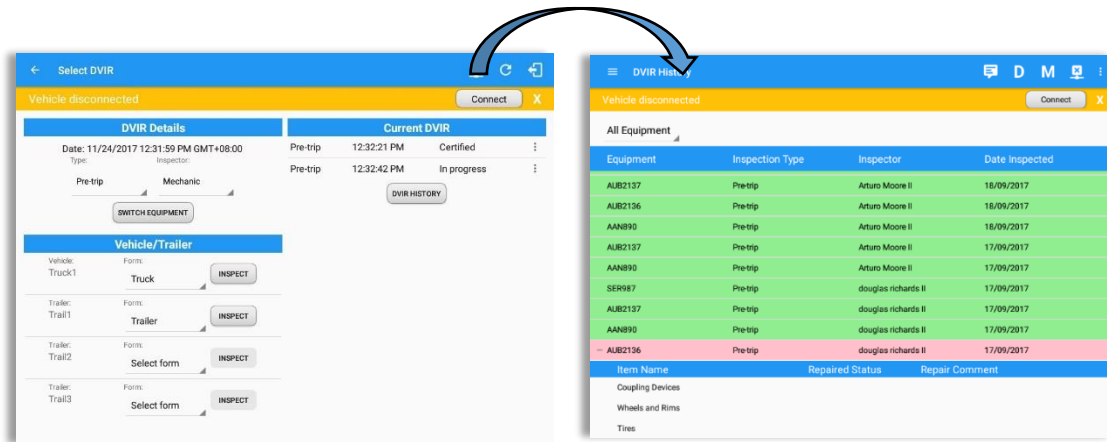 Select DVIR
Vehicle disconnected
Connect
X
DVIR Details
Date: 11/24/2017 12:31:59 PM GMT+08:00
Type: Inspector:
Pre-trip Mechanic
SWITCH EQUIPMENT
Vehicle/Trailer
Vehicle: Form:
Truck1 Truck INSPECT
Trailer: Form:
Trail1 Trailer INSPECT
Trailer: Form:
Trail2 Select form INSPECT
Trailer: Form:
Trail3 Select form INSPECT
Current DVIR
Pre-trip 12:32:21 PM Certified
Pre-trip 12:32:42 PM In progress
DVIR HISTORY
DVIR History
D M
Vehicle disconnected
Connect
X
All Equipment
Equipment Inspection Type Inspector Date Inspected
AUB2137 Pre-trip Arturo Moore II 18/09/2017
AUB2136 Pre-trip Arturo Moore II 18/09/2017
AAN890 Pre-trip Arturo Moore II 18/09/2017
AUB2137 Pre-trip Arturo Moore II 17/09/2017
AAN890 Pre-trip Arturo Moore II 17/09/2017
SER987 Pre-trip douglas richards II 17/09/2017
AUB2137 Pre-trip douglas richards II 17/09/2017
AAN890 Pre-trip douglas richards II 17/09/2017
– AUB2136 Pre-trip douglas richards II 17/09/2017
Item Name Repaired Status Repair Comment
Coupling Devices
Wheels and Rims
Tires